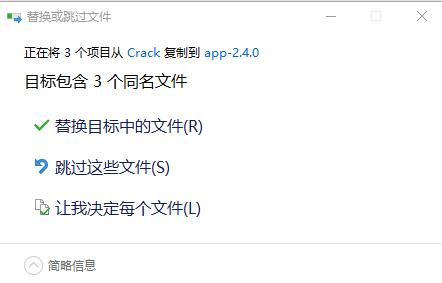 替换或跳过文件
正在将 3 个项目从 Crack 复制到 app-2.4.0
目标包含 3 个同名文件
替换目标中的文件(R)
跳过这些文件(S)
让我决定每个文件(L)
简略信息